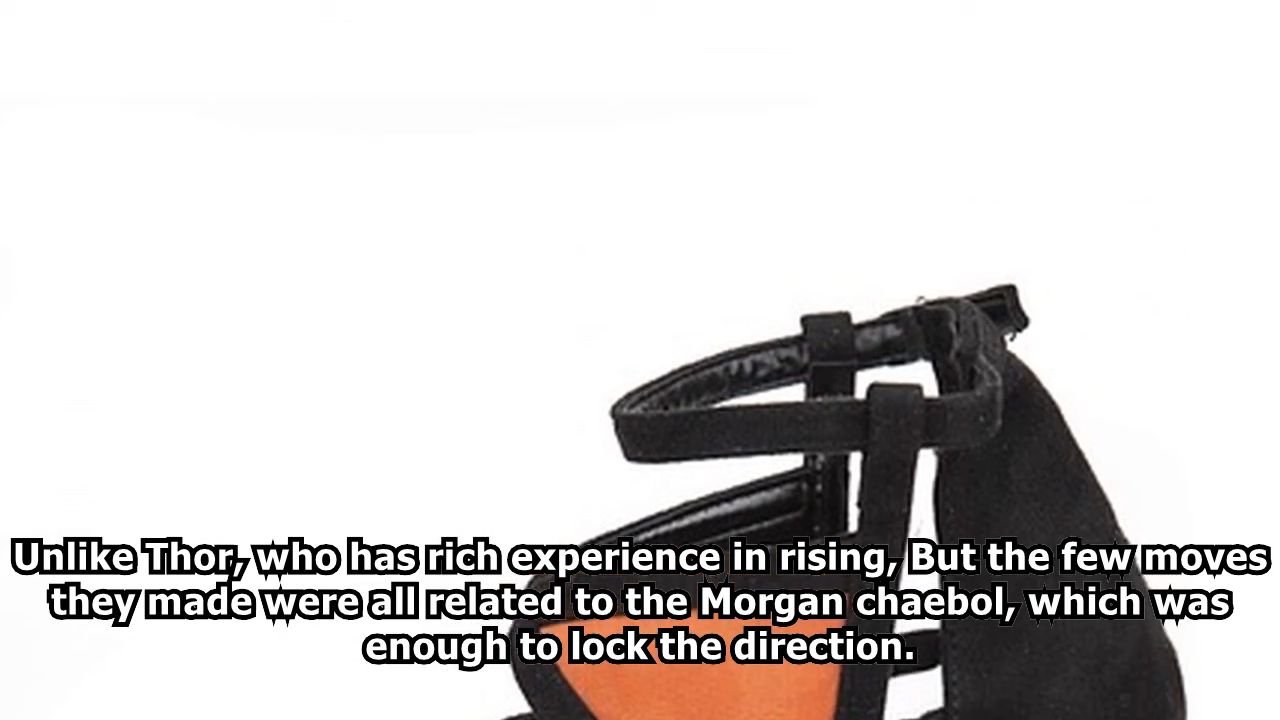 Unlike Thor, who has rich experience in rising, But the few moves
they made were all related to the Morgan chaebol, which was
enough to lock the direction.